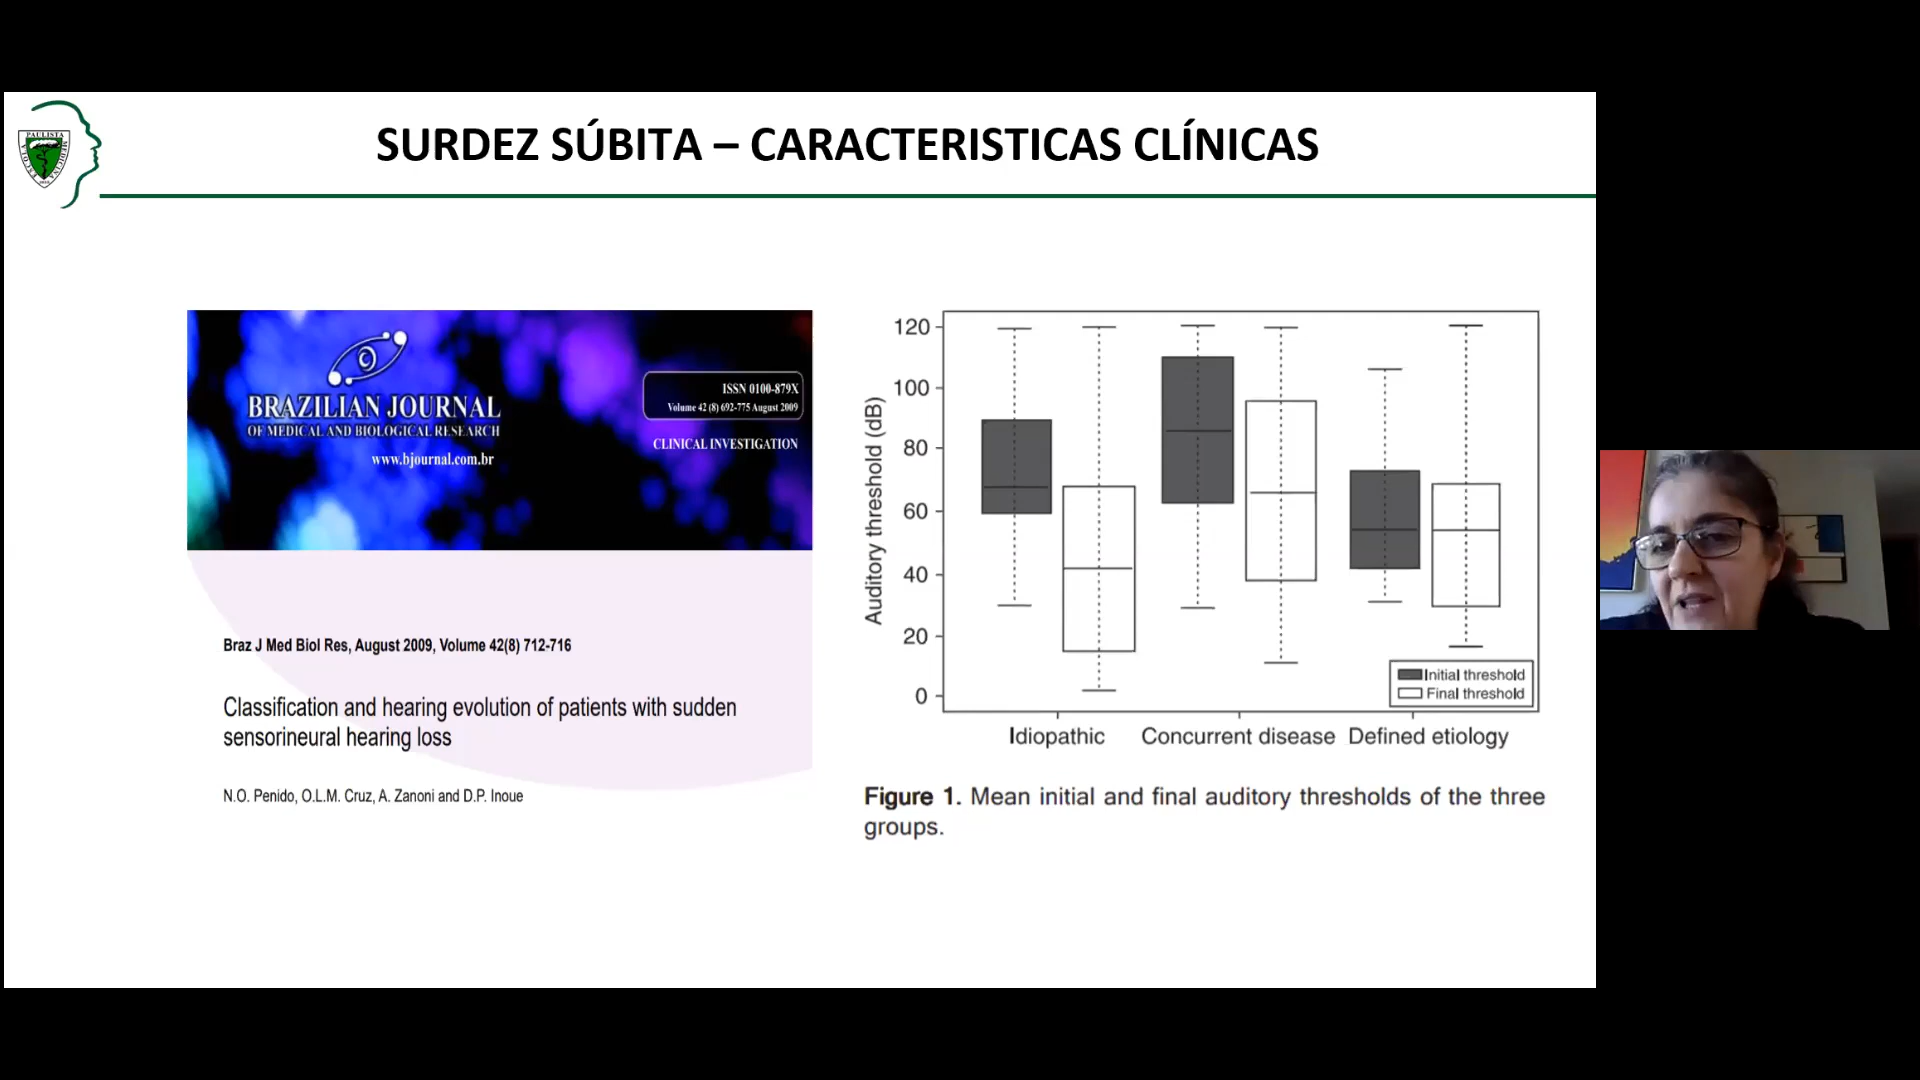 PAULISTA
ESCOLA
MEDICINA
SURDEZ SÚBITA – CARACTERISTICAS CLÍNICAS
BRAZILIAN JOURNAL
OF MEDICAL AND BIOLOGICAL RESEARCH
www.bjournal.com.br
ISSN 0100-879X
Volume 42 (8) 692-775 August 2009
CLINICAL INVESTIGATION
Braz J Med Biol Res, August 2009, Volume 42(8) 712-716
Classification and hearing evolution of patients with sudden
sensorineural hearing loss
N.O. Penido, O.L.M. Cruz, A. Zanoni and D.P. Inoue
Auditory threshold (dB)
120
100
80
60
40
20
0
Initial threshold
Final threshold
Idiopathic Concurrent disease Defined etiology
Figure 1. Mean initial and final auditory thresholds of the three
groups.